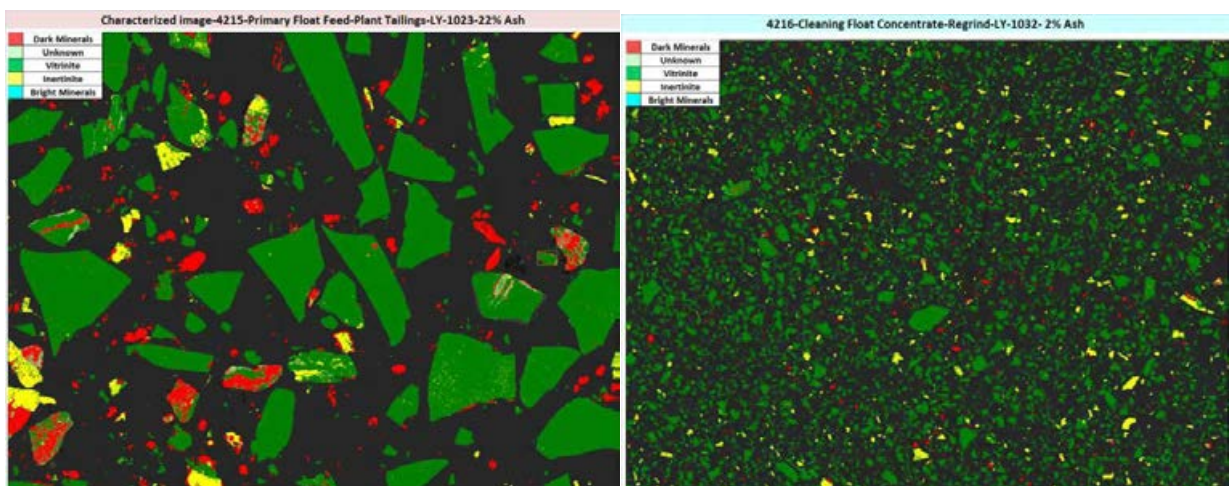 Characterized image-4215-Primary Float Feed-Plant Tailings-LY-1023-22% Ash
Dark Minerals
Unknown
Vitrinite
Inertinite
Bright Minerals
4216-Cleaning Float Concentrate-Regrind-LY-1032- 2% Ash
Dark Minerals
Unknown
Vitrinite
Inertinite
Bright Minerals